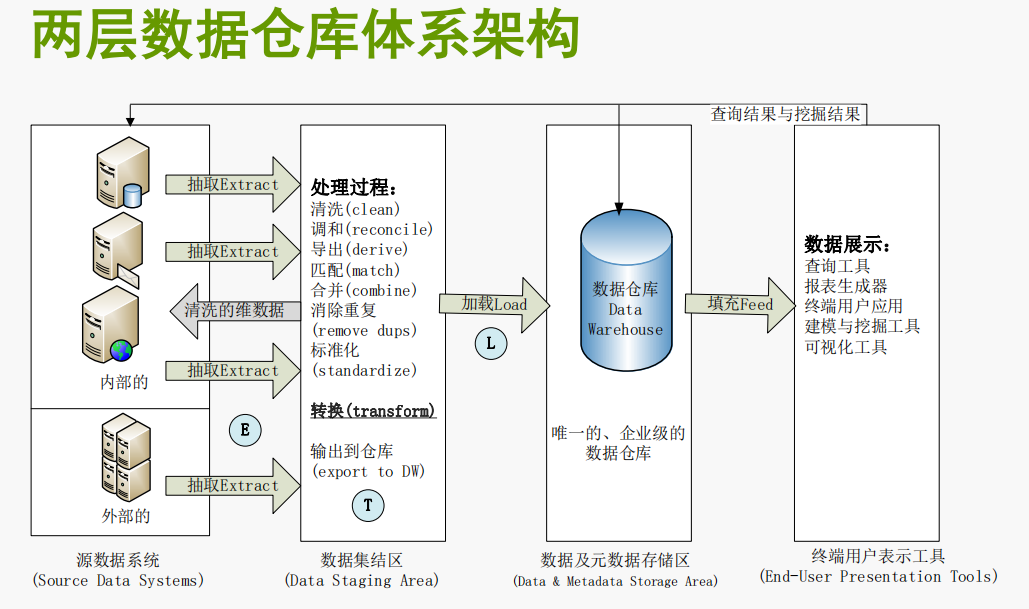 两层数据仓库体系架构
查询结果与挖掘结果
抽取Extract
抽取Extract
清洗的维数据
抽取Extract
内部的
E
抽取Extract
外部的
源数据系统
(Source Data Systems)
处理过程：
清洗(clean)
调和(reconcile)
导出(derive)
匹配(match)
合并(combine)
消除重复
(remove dups)
标准化
(standardize)
转换(transform)
输出到仓库
(export to DW)
T
数据集结区
(Data Staging Area)
加载Load
L
数据仓库
Data
Warehouse
唯一的、企业级的
数据仓库
数据及元数据存储区
(Data & Metadata Storage Area)
填充Feed
数据展示：
查询工具
报表生成器
终端用户应用
建模与挖掘工具
可视化工具
终端用户表示工具
(End-User Presentation Tools)